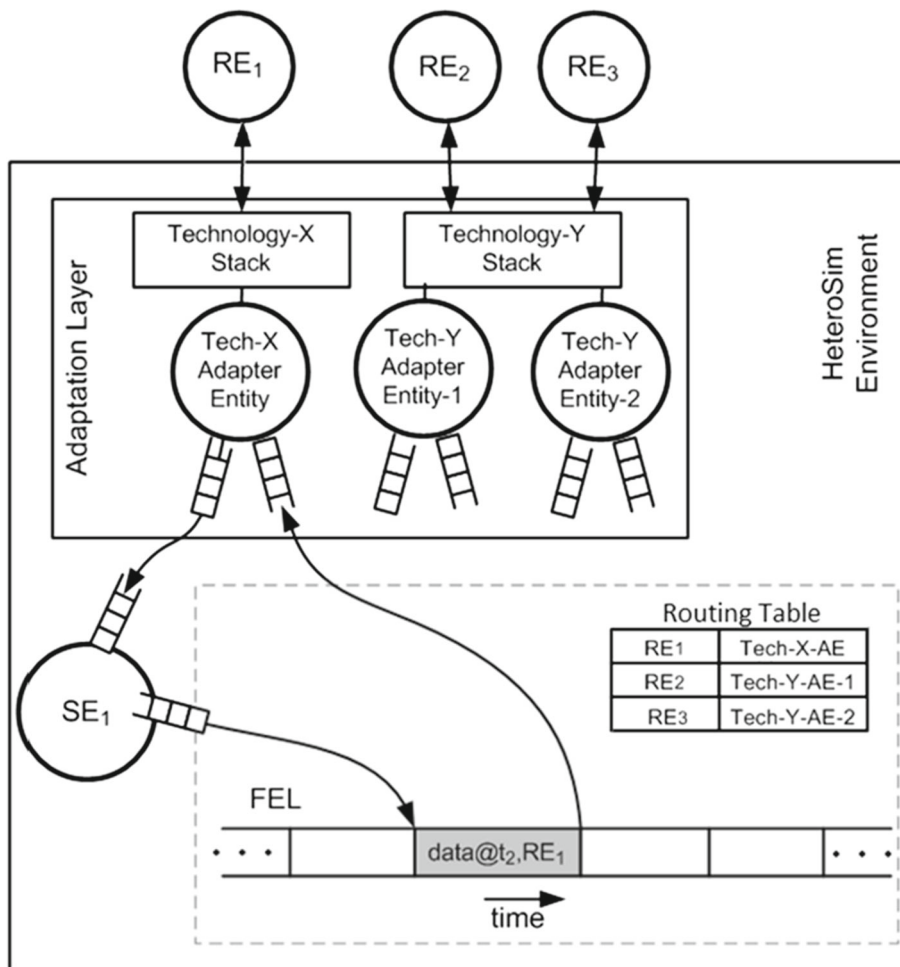 RE₁
RE₂
RE₃
Technology-X
Stack
Technology-Y
Stack
Adaptation Layer
HeteroSim
Environment
Tech-X
Adapter
Entity
Tech-Y
Adapter
Entity-1
Tech-Y
Adapter
Entity-2
Routing Table
RE1 Tech-X-AE
RE2 Tech-Y-AE-1
RE3 Tech-Y-AE-2
SE₁
FEL
. . . data@t₂,RE₁ . . .
time